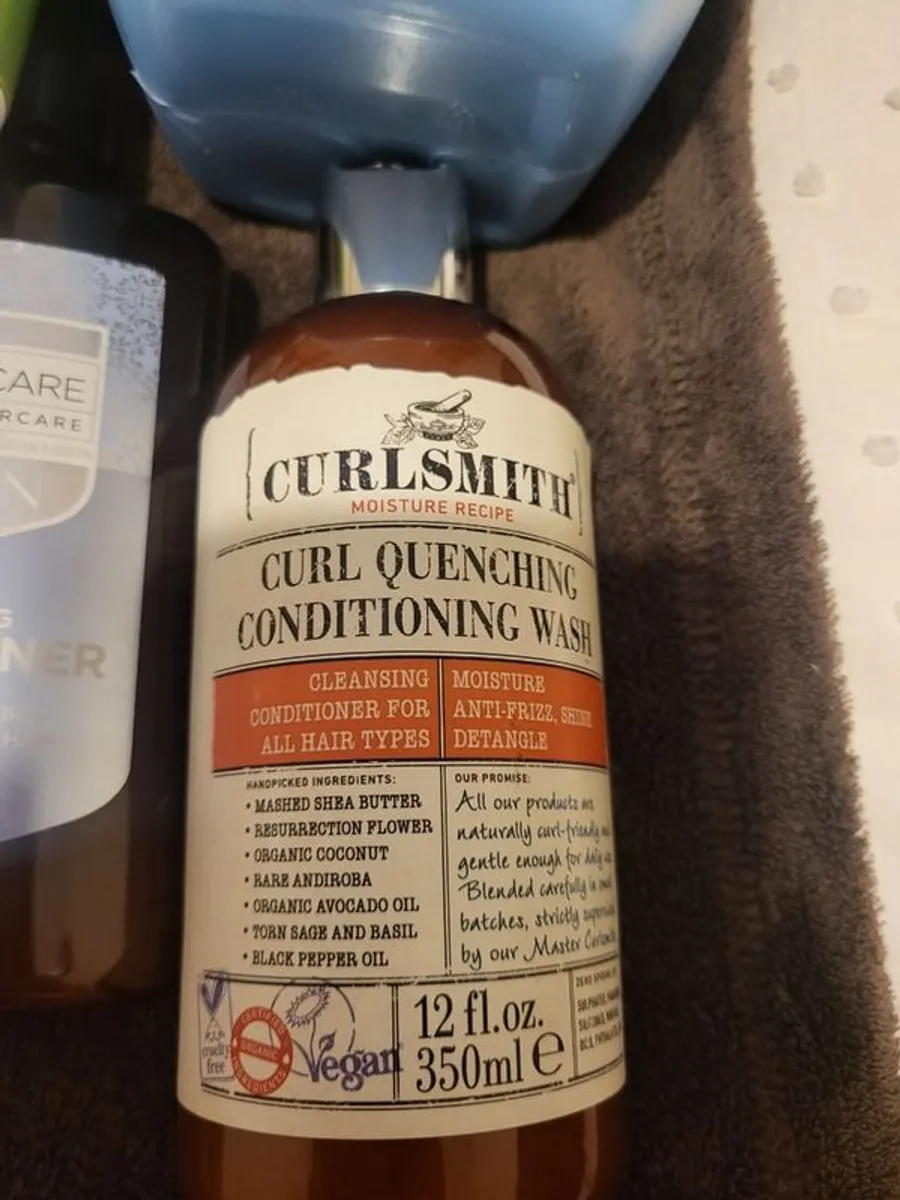 CARE
RCARE
N
G
NER
CURLSMITH
MOISTURE RECIPE
CURL QUENCHING
CONDITIONING WASH
CLEANSING
CONDITIONER FOR
ALL HAIR TYPES
MOISTURE
ANTI-FRIZZ, SHINE
DETANGLE
HANDPICKED INGREDIENTS:
• MASHED SHEA BUTTER
• RESURRECTION FLOWER
• ORGANIC COCONUT
• RARE ANDIROBA
• ORGANIC AVOCADO OIL
• TORN SAGE AND BASIL
• BLACK PEPPER OIL
OUR PROMISE:
All our products are
naturally curl-friendly
gentle enough for daily
Blended carefully in
batches, strictly
by our Master
cruelty
free
CERTIFIED
ORGANIC
INGREDIENTS
Vegan
12 fl.oz.
350ml e